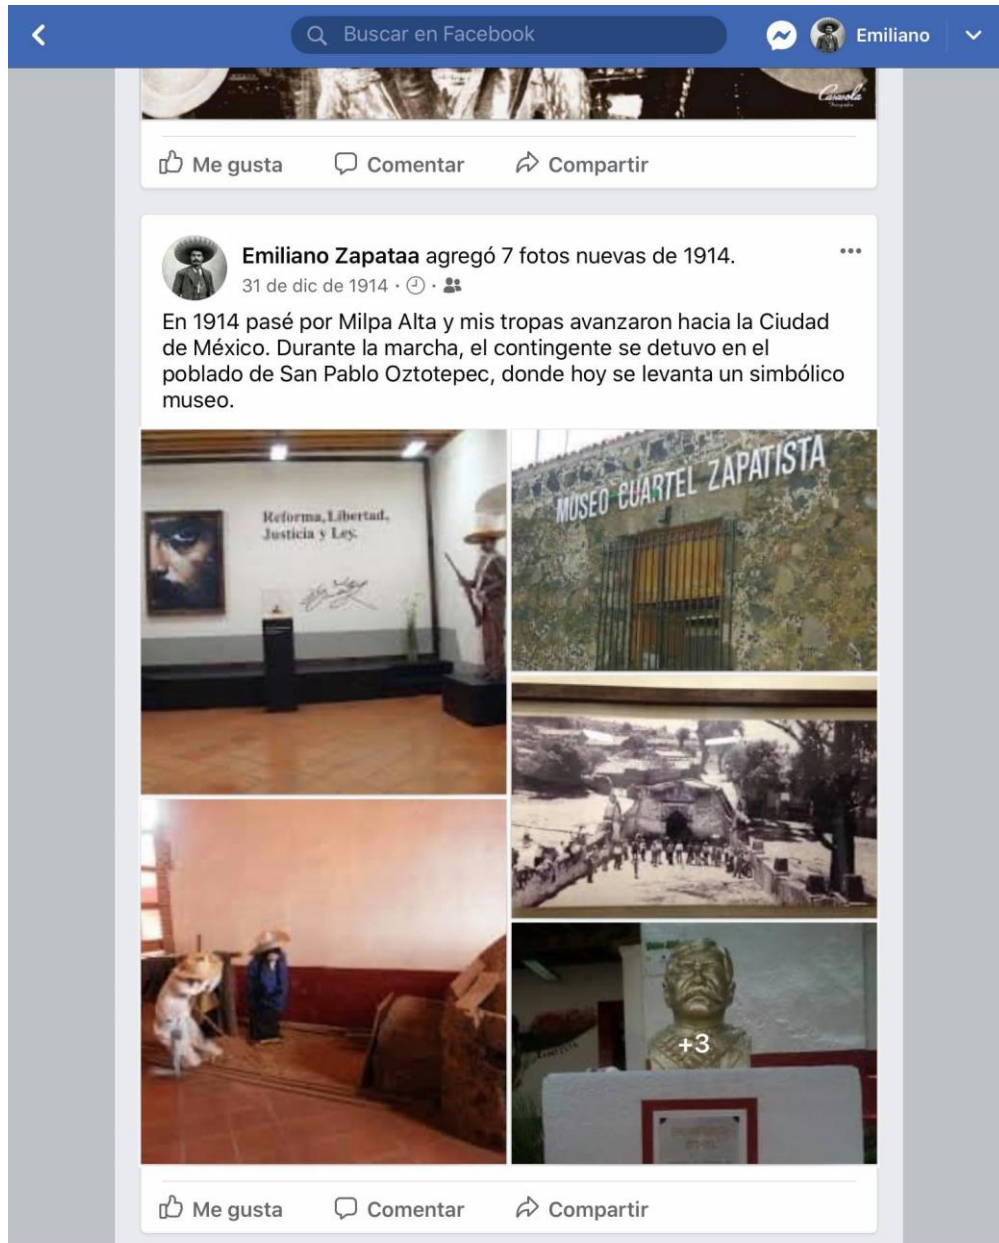 Buscar en Facebook
Emiliano
Casasola
Me gusta
Comentar
Compartir
Emiliano Zapataa agregó 7 fotos nuevas de 1914.
31 de dic de 1914
En 1914 pasé por Milpa Alta y mis tropas avanzaron hacia la Ciudad
de México. Durante la marcha, el contingente se detuvo en el
poblado de San Pablo Oztotepec, donde hoy se levanta un simbólico
museo.
Reforma, Libertad,
Justicia y Ley.
MUSEO CUARTEL ZAPATISTA
+3
Me gusta
Comentar
Compartir